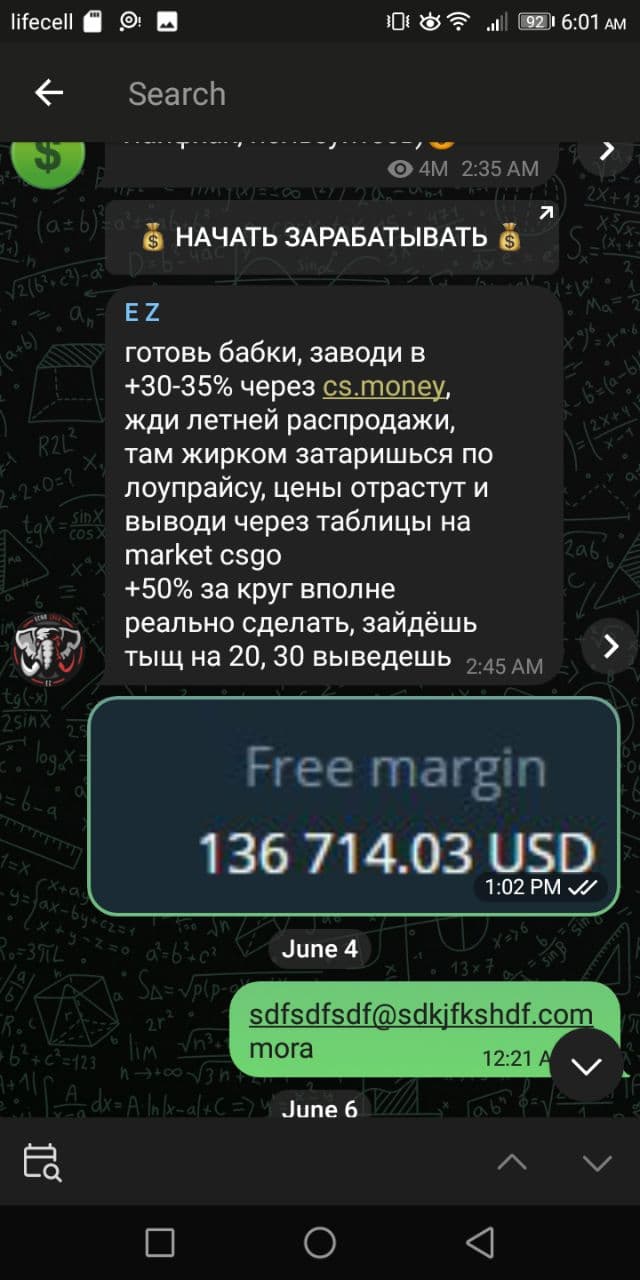 lifecell 92 6:01 AM
Search
4M 2:35 AM
💰 НАЧАТЬ ЗАРАБАТЫВАТЬ 💰
E Z
готовь бабки, заводи в
+30-35% через cs.money,
жди летней распродажи,
там жирком затаришься по
лоупрайсу, цены отрастут и
выводи через таблицы на
market csgo
+50% за круг вполне
реально сделать, зайдёшь
тыщ на 20, 30 выведешь 2:45 AM
Free margin
136 714.03 USD
1:02 PM
June 4
sdfsdfsdf@sdkjfkshdf.com
mora 12:21 A
June 6